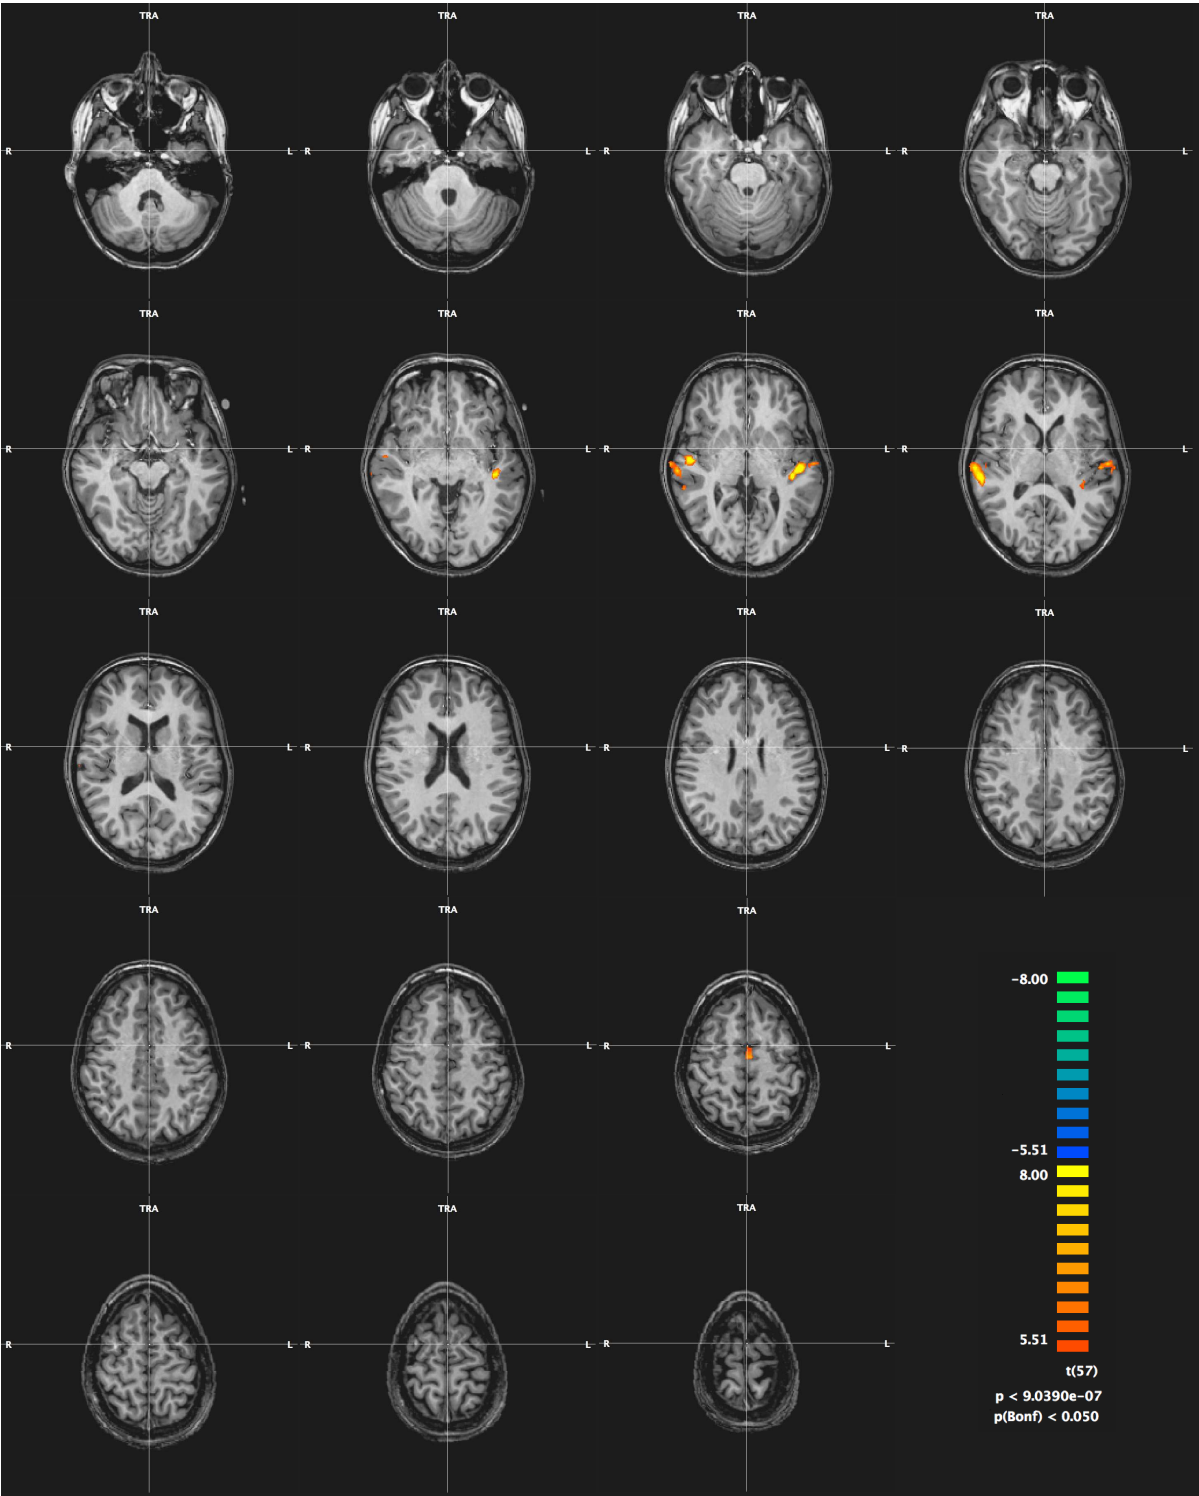 TRA TRA TRA TRA
R L R L R L R L
TRA TRA TRA TRA
R L R L R L R L
TRA TRA TRA TRA
R L R L R L R L
TRA TRA TRA
R L R L R L
−8.00
−5.51
8.00
TRA TRA TRA
5.51
R L R L R L
t(57)
p < 9.0390e−07
p(Bonf) < 0.050